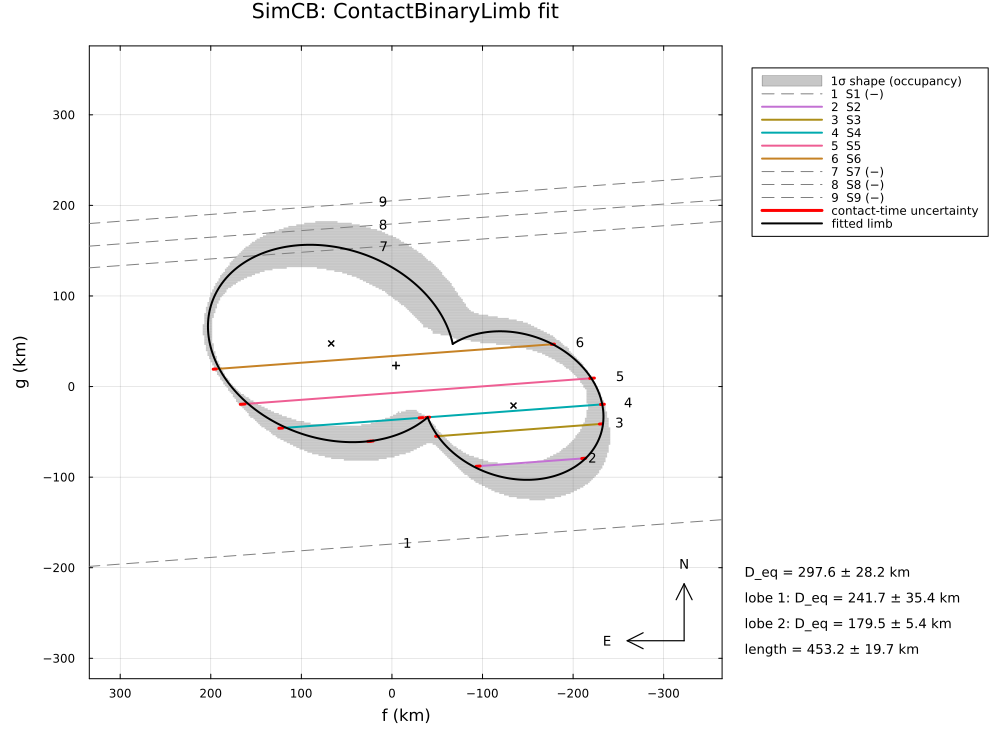 SimCB: ContactBinaryLimb fit
1σ shape (occupancy)
1 S1 (−)
2 S2
3 S3
4 S4
5 S5
6 S6
7 S7 (−)
8 S8 (−)
9 S9 (−)
contact-time uncertainty
fitted limb
g (km)
300
200
100
0
−100
−200
−300
9
8
7
6
5
4
3
2
1
N
E
D_eq = 297.6 ± 28.2 km
lobe 1: D_eq = 241.7 ± 35.4 km
lobe 2: D_eq = 179.5 ± 5.4 km
length = 453.2 ± 19.7 km
300 200 100 0 −100 −200 −300
f (km)